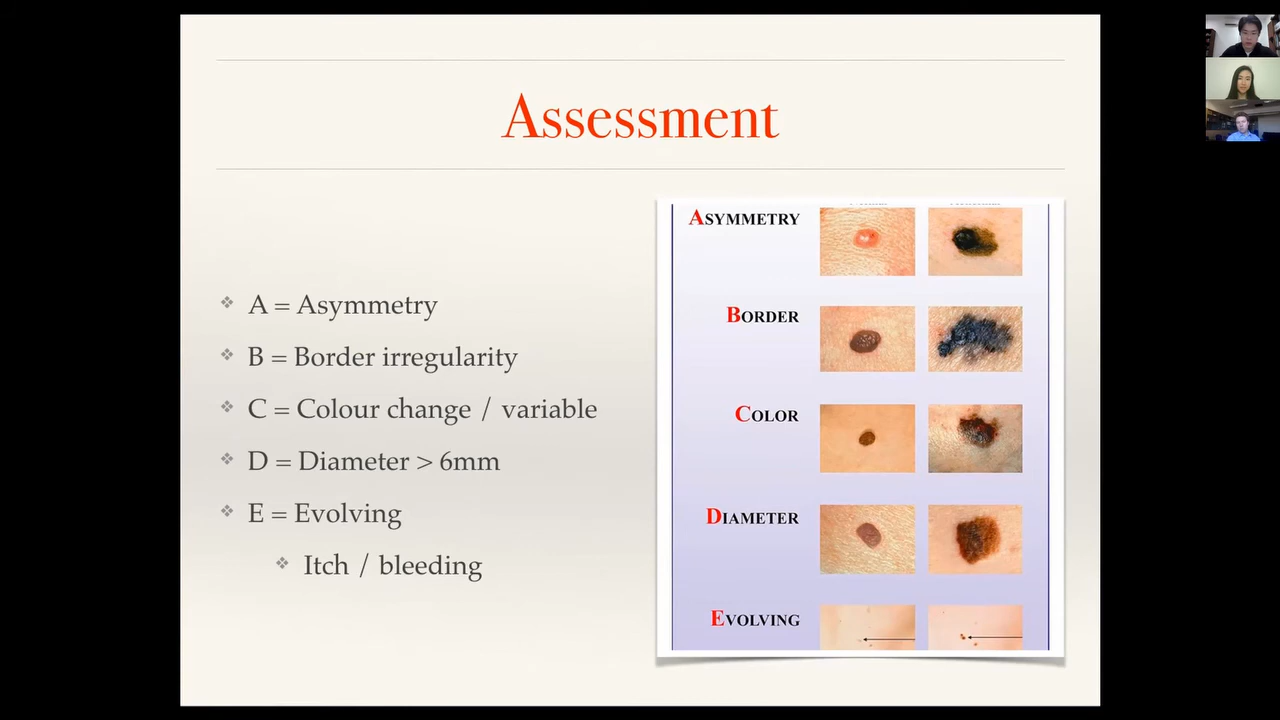 Assessment
A = Asymmetry
B = Border irregularity
C = Colour change / variable
D = Diameter > 6mm
E = Evolving
Itch / bleeding
ASYMMETRY
BORDER
COLOR
DIAMETER
EVOLVING